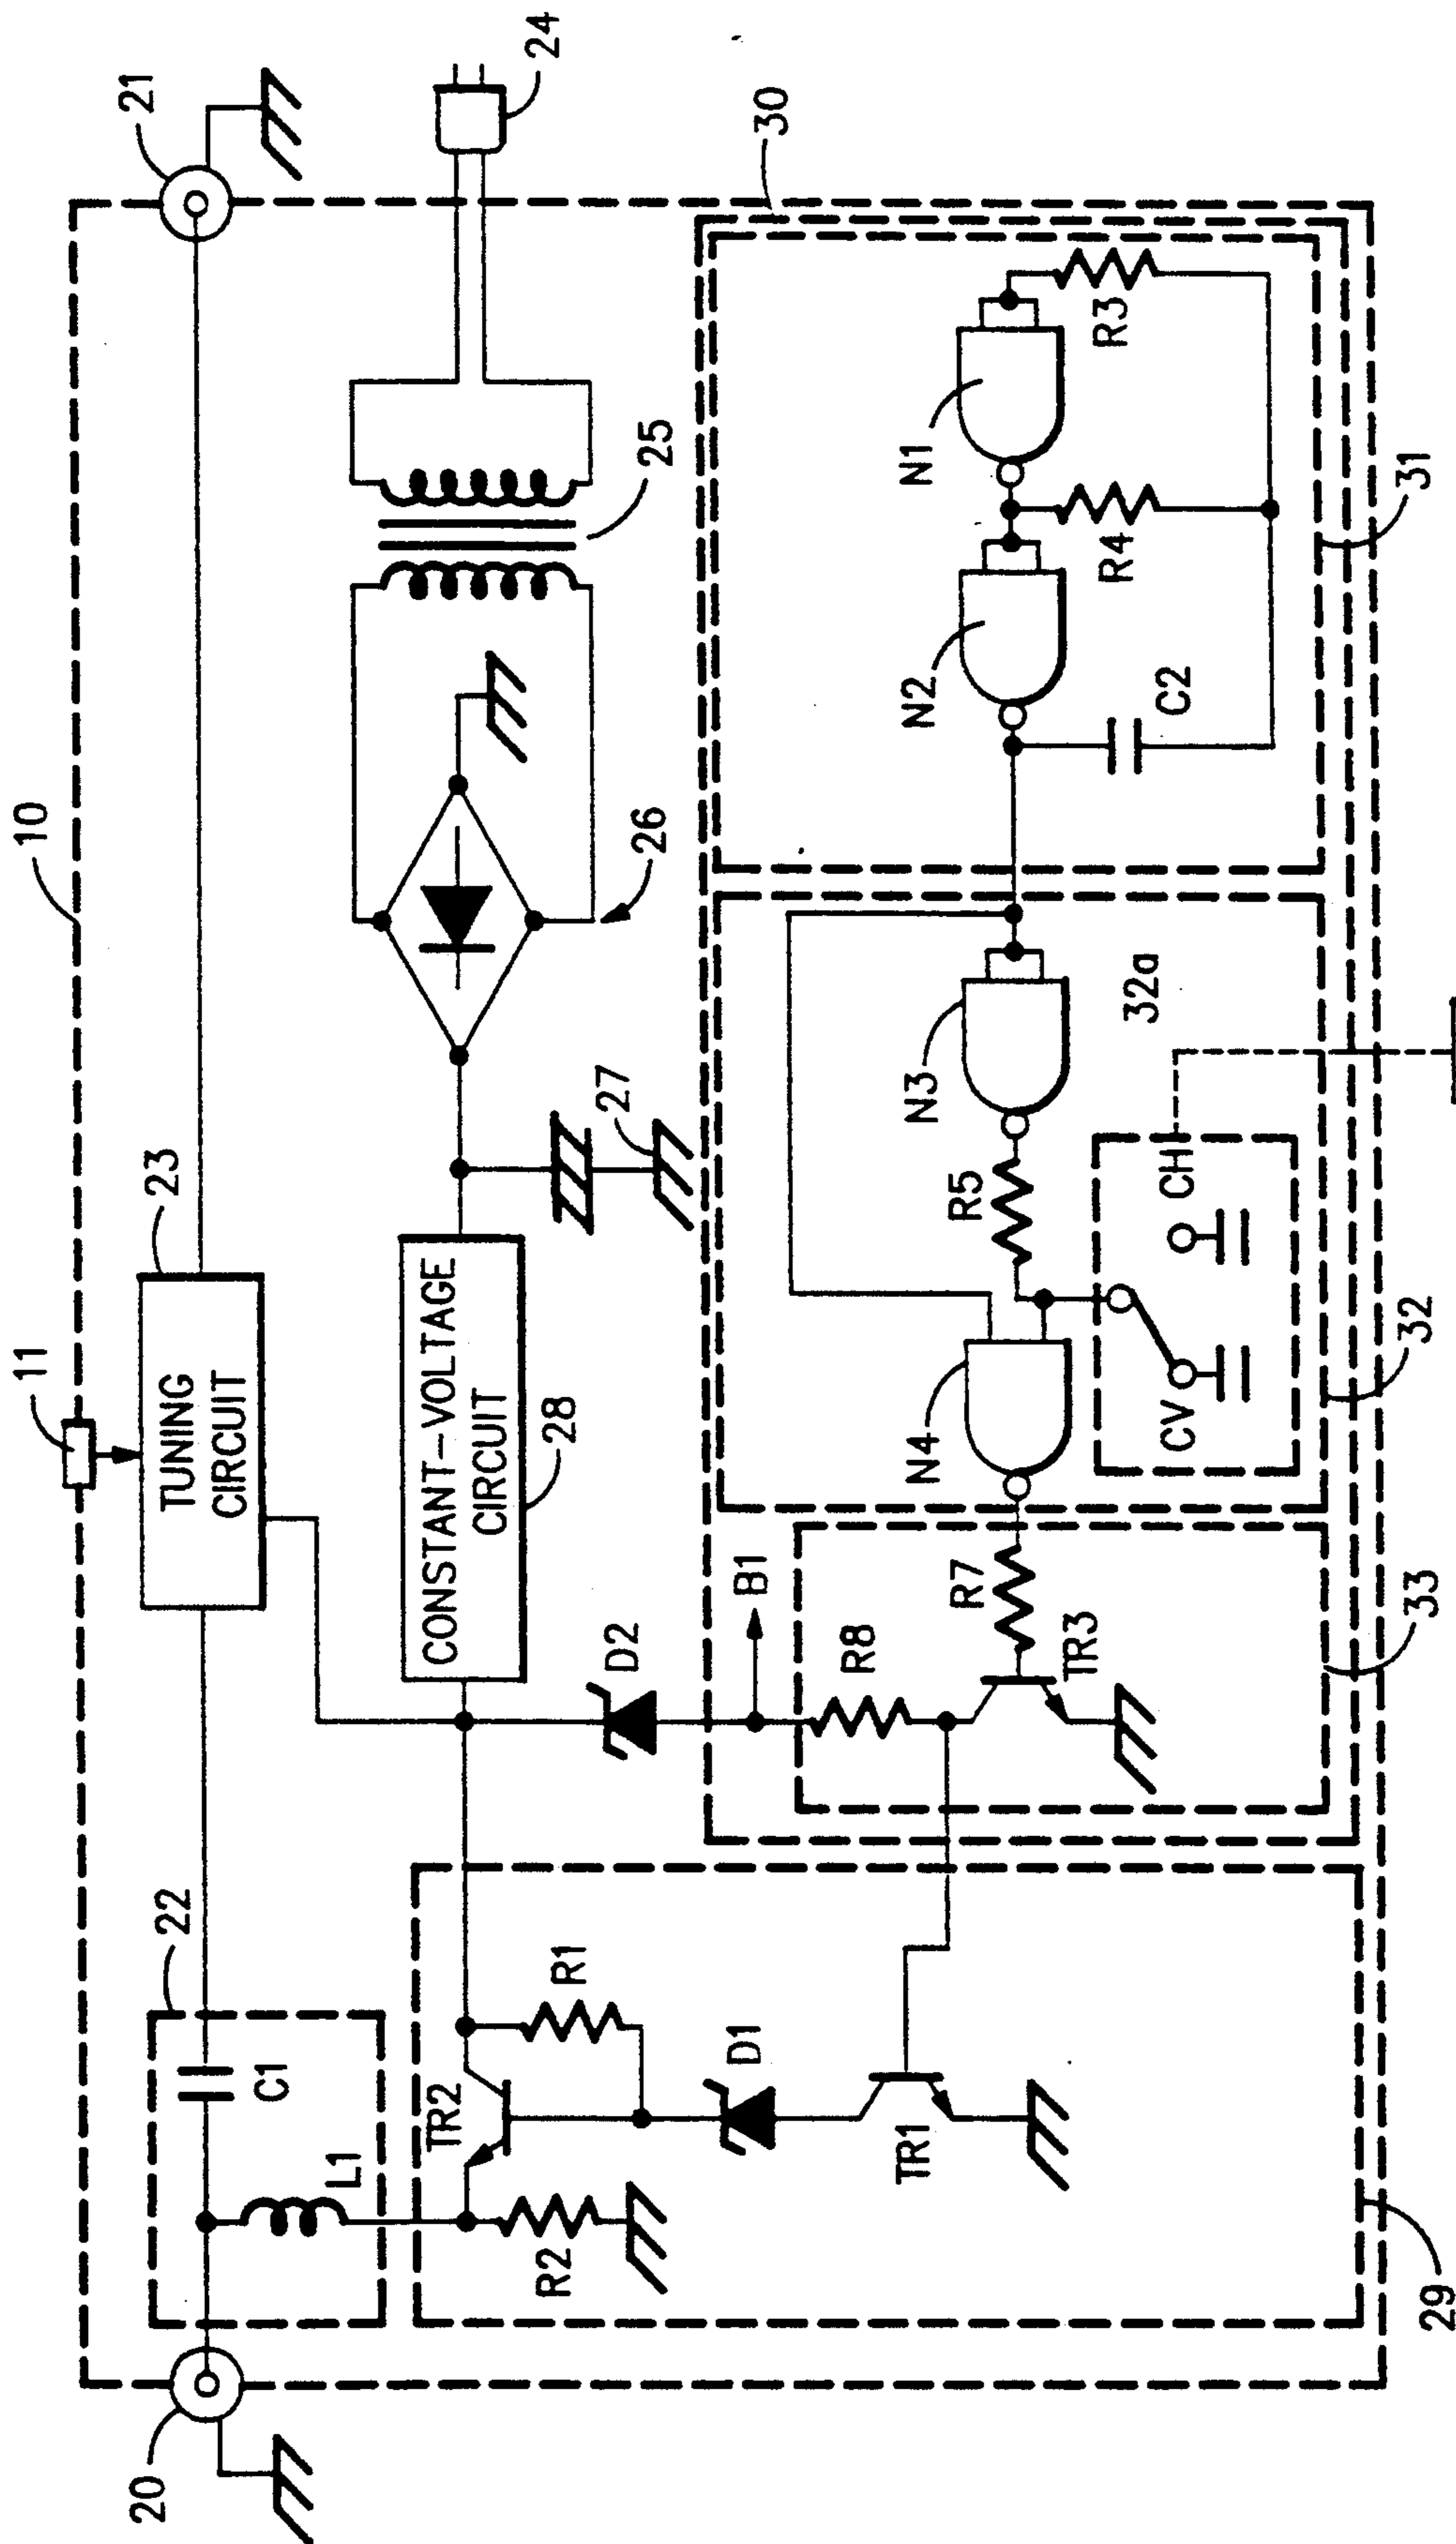 10
11
20
21
22
C1
L1
23
TUNING
CIRCUIT
24
25
26
27
CONSTANT-VOLTAGE
CIRCUIT
28
TR2
R1
R2
D1
TR1
29
D2
B1
30
R8
R7
TR3
33
N4
R5
N3
32a
CV
CH
32
N2
N1
C2
R4
R3
31